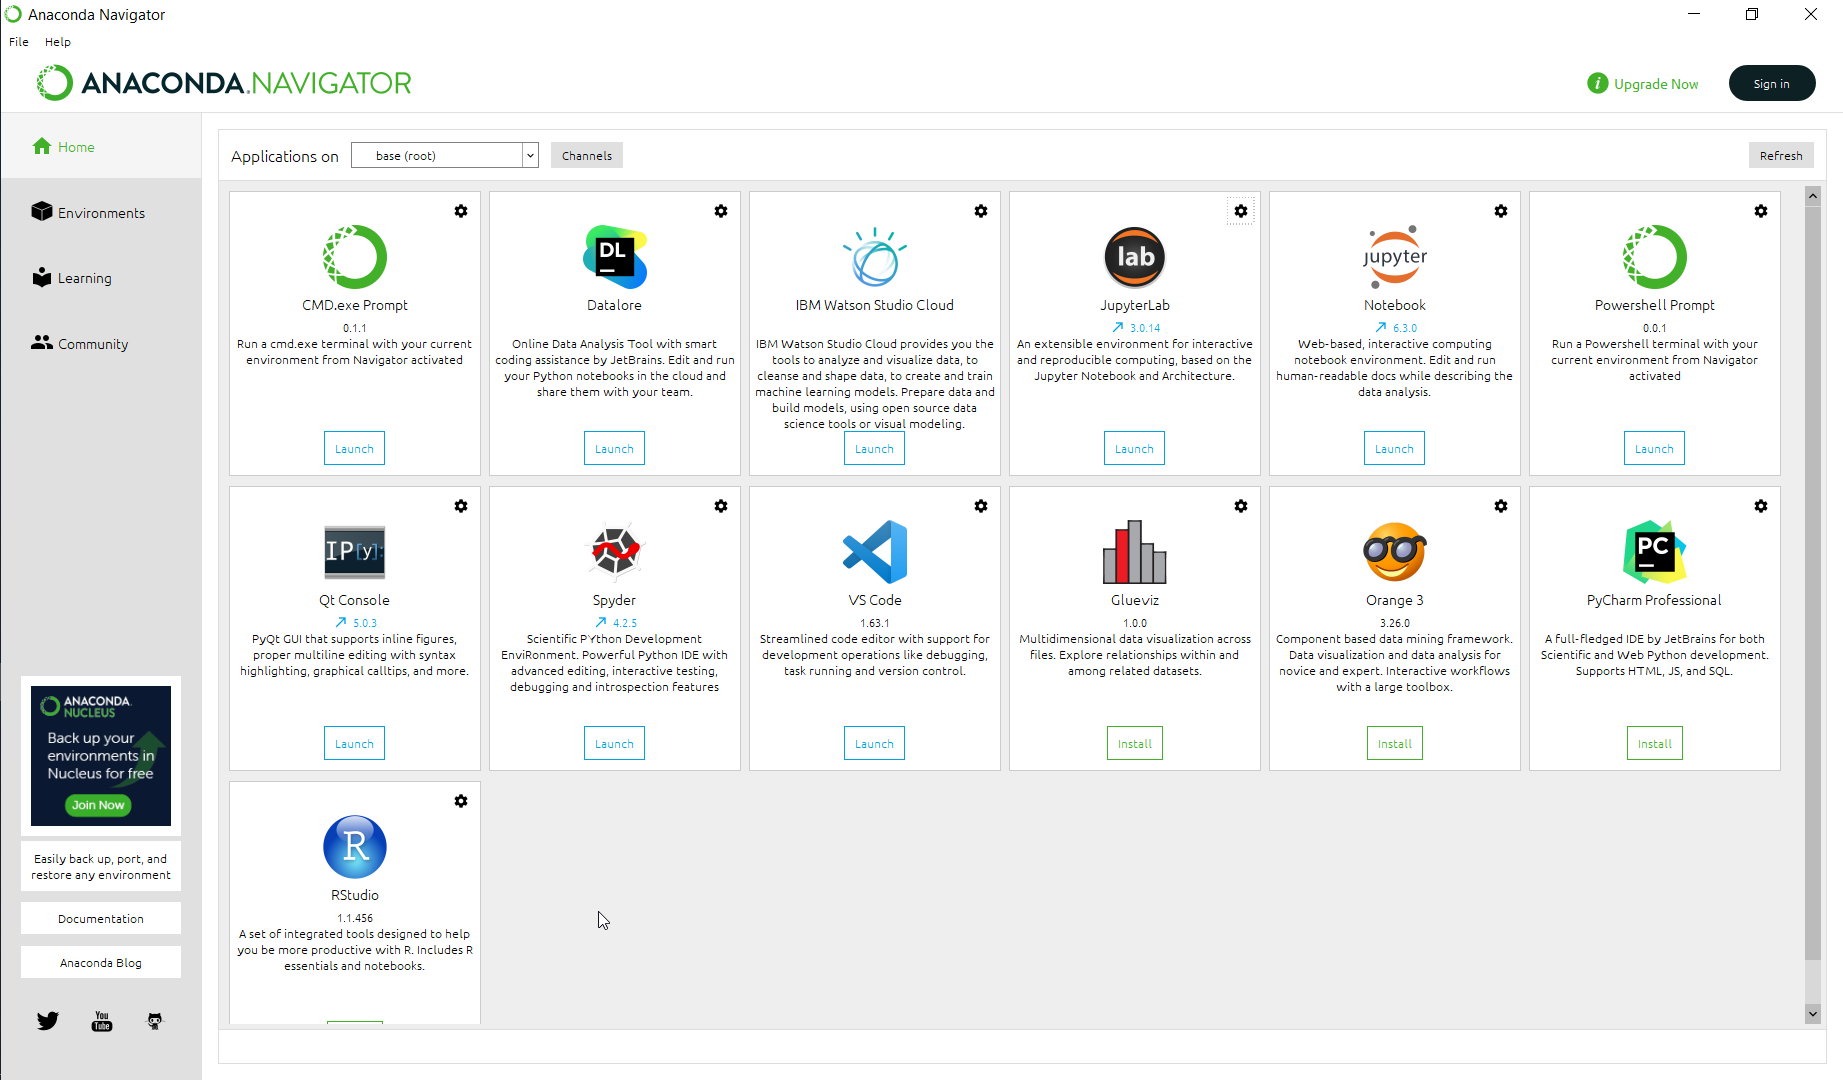 Anaconda Navigator
File Help
ANACONDA.NAVIGATOR
i Upgrade Now
Sign in
Home
Environments
Learning
Community
Applications on
base (root)
Channels
Refresh
CMD.exe Prompt
0.1.1
Run a cmd.exe terminal with your current
environment from Navigator activated
Launch
DL
Datalore
Online Data Analysis Tool with smart
coding assistance by JetBrains. Edit and run
your Python notebooks in the cloud and
share them with your team.
Launch
IBM Watson Studio Cloud
IBM Watson Studio Cloud provides you the
tools to analyze and visualize data, to
cleanse and shape data, to create and train
machine learning models. Prepare data and
build models, using open source data
science tools or visual modeling.
Launch
lab
JupyterLab
3.0.14
An extensible environment for interactive
and reproducible computing, based on the
Jupyter Notebook and Architecture.
Launch
jupyter
Notebook
6.3.0
Web-based, interactive computing
notebook environment. Edit and run
human-readable docs while describing the
data analysis.
Launch
Powershell Prompt
0.0.1
Run a Powershell terminal with your
current environment from Navigator
activated
Launch
IP[y]:
Qt Console
5.0.3
PyQt GUI that supports inline figures,
proper multiline editing with syntax
highlighting, graphical calltips, and more.
Launch
Spyder
4.2.5
Scientific PYthon Development
EnviRonment. Powerful Python IDE with
advanced editing, interactive testing,
debugging and introspection features
Launch
VS Code
1.63.1
Streamlined code editor with support for
development operations like debugging,
task running and version control.
Launch
Glueviz
1.0.0
Multidimensional data visualization across
files. Explore relationships within and
among related datasets.
Install
Orange 3
3.26.0
Component based data mining framework.
Data visualization and data analysis for
novice and expert. Interactive workflows
with a large toolbox.
Install
PC
PyCharm Professional
A full-fledged IDE by JetBrains for both
Scientific and Web Python development.
Supports HTML, JS, and SQL.
Install
R
RStudio
1.1.456
A set of integrated tools designed to help
you be more productive with R. Includes R
essentials and notebooks.
ANACONDA.
NUCLEUS
Back up your
environments in
Nucleus for free
Join Now
Easily back up, port, and
restore any environment
Documentation
Anaconda Blog
You
Tube